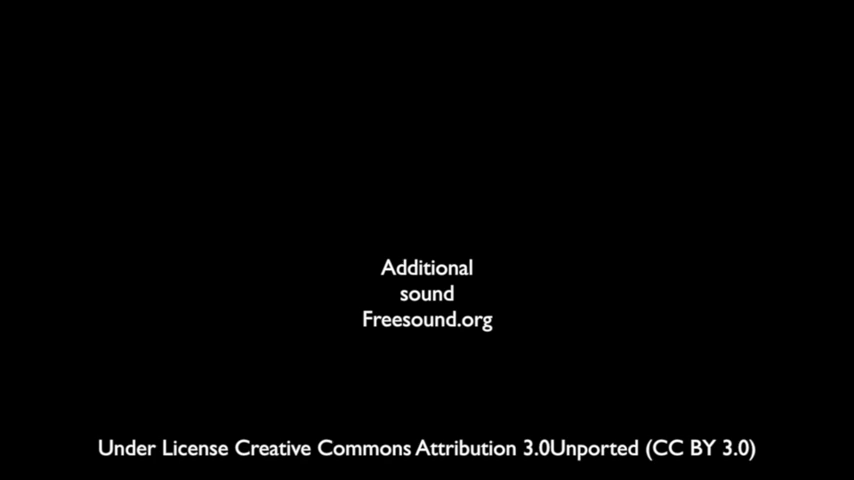 Additional
sound
Freesound.org
Under License Creative Commons Attribution 3.0Unported (CC BY 3.0)